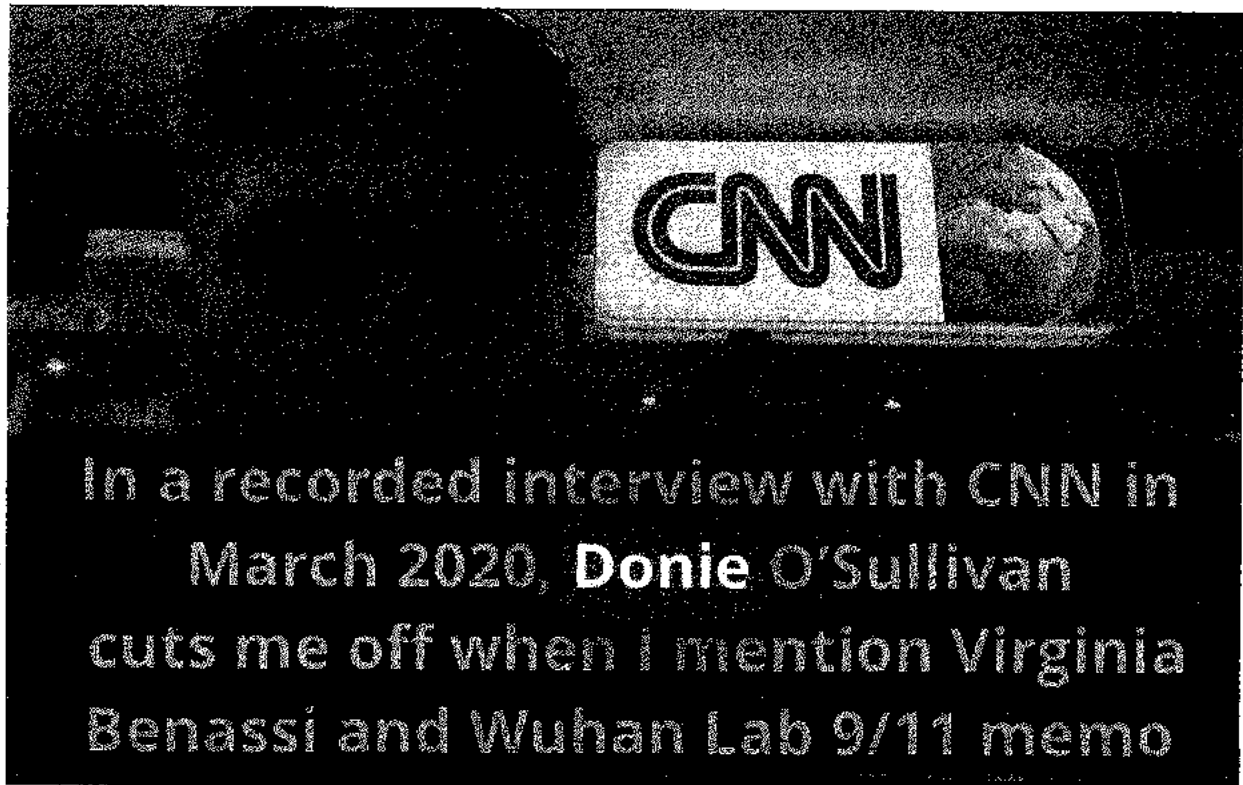 CNN
In a recorded interview with CNN in
March 2020, Donie O'Sullivan
cuts me off when I mention Virginia
Benassi and Wuhan Lab 9/11 memo